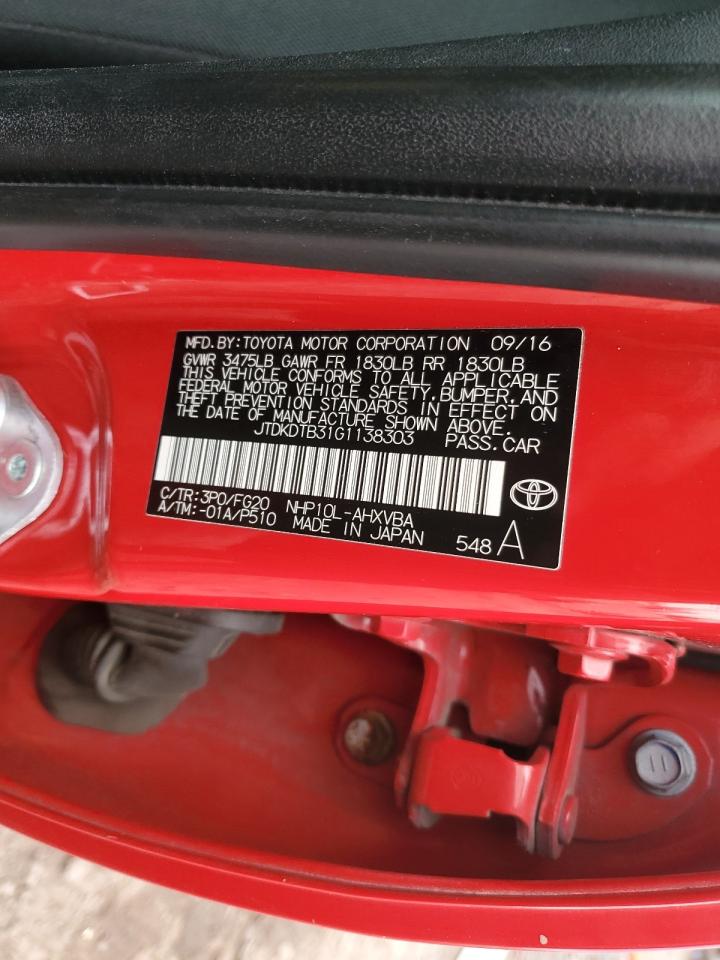 MFD.BY:TOYOTA MOTOR CORPORATION 09/16
GVWR 3475LB GAWR FR 1830LB RR 1830LB
THIS VEHICLE CONFORMS TO ALL APPLICABLE
FEDERAL MOTOR VEHICLE SAFETY, BUMPER, AND
THEFT PREVENTION STANDARDS IN EFFECT ON
THE DATE OF MANUFACTURE SHOWN ABOVE.
JTDKDTB31G1138303 PASS.CAR
C/TR:3P0/FG20 NHP10L-AHXVBA
A/TM:-01A/P510 MADE IN JAPAN 548 A